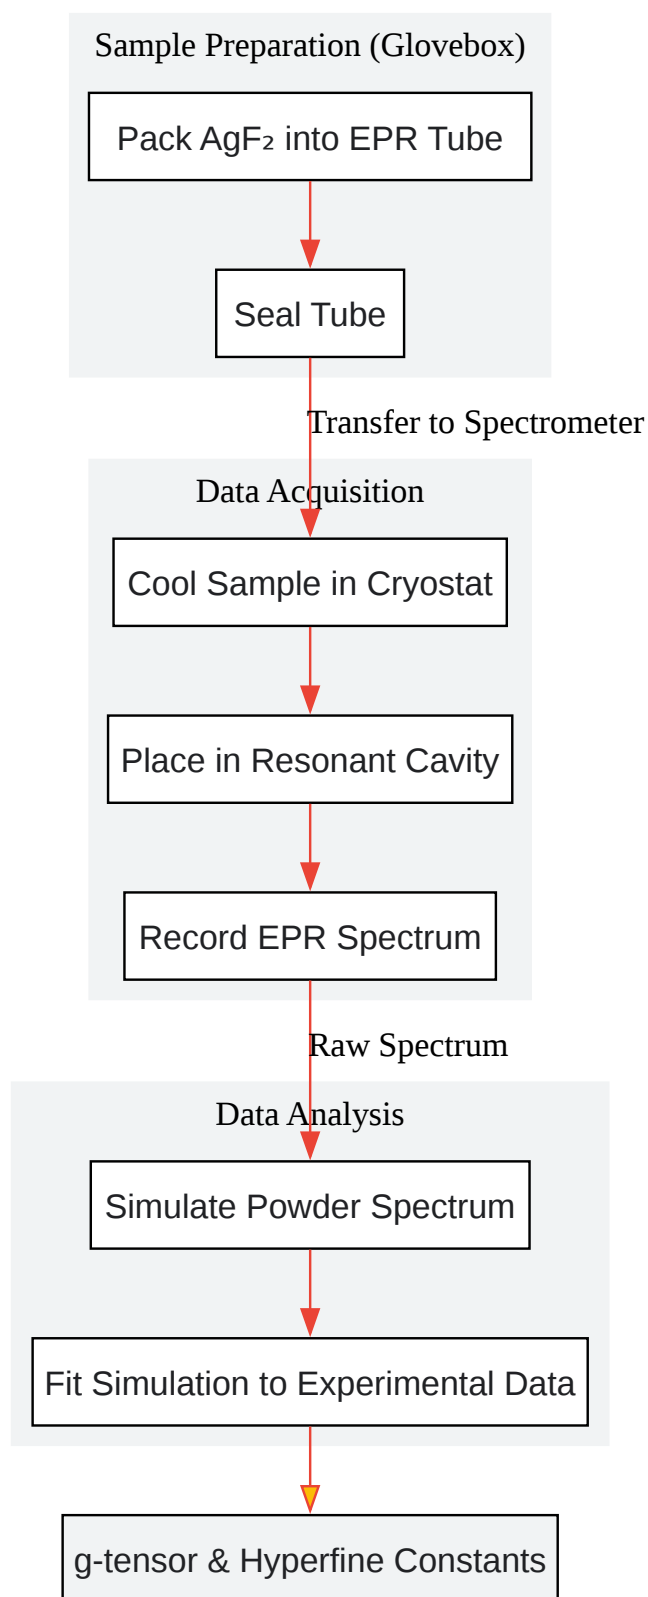 Sample Preparation (Glovebox)
Pack AgF₂ into EPR Tube
Seal Tube
Transfer to Spectrometer
Data Acquisition
Cool Sample in Cryostat
Place in Resonant Cavity
Record EPR Spectrum
Raw Spectrum
Data Analysis
Simulate Powder Spectrum
Fit Simulation to Experimental Data
g-tensor & Hyperfine Constants